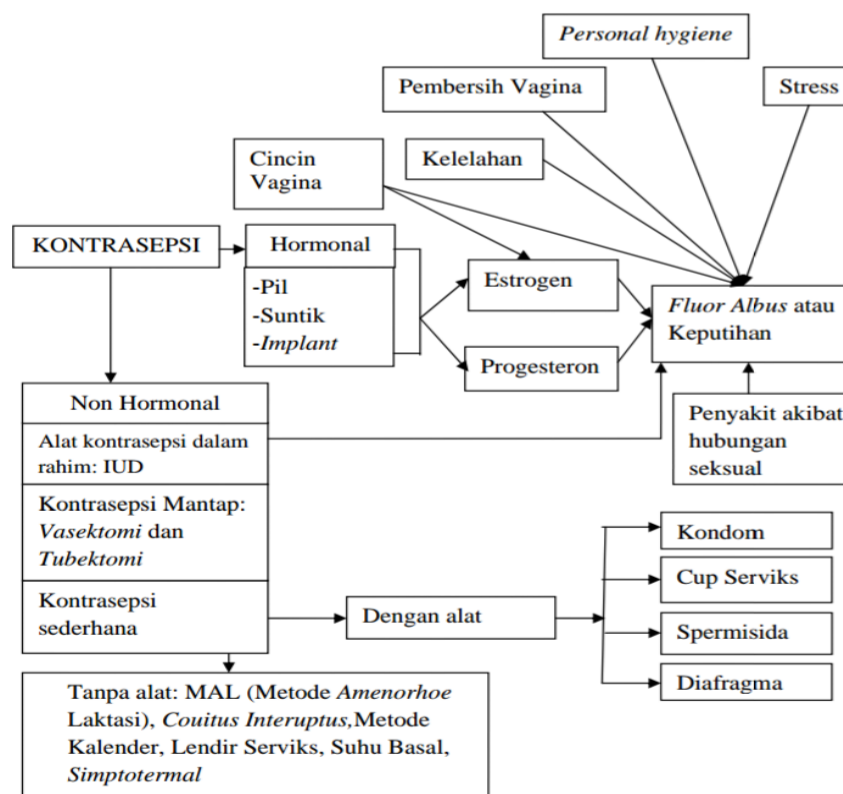 Personal hygiene
Pembersih Vagina
Stress
Cincin
Vagina
Kelelahan
KONTRASEPSI
Hormonal
-Pil
-Suntik
-Implant
Estrogen
Progesteron
Fluor Albus atau
Keputihan
Non Hormonal
Alat kontrasepsi dalam
rahim: IUD
Kontrasepsi Mantap:
Vasektomi dan
Tubektomi
Kontrasepsi
sederhana
Penyakit akibat
hubungan
seksual
Dengan alat
Kondom
Cup Serviks
Spermisida
Diafragma
Tanpa alat: MAL (Metode Amenorhoe
Laktasi), Couitus Interuptus,Metode
Kalender, Lendir Serviks, Suhu Basal,
Simptotermal